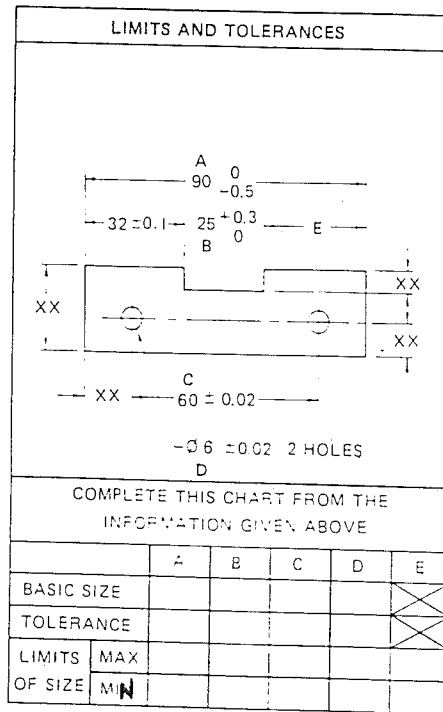 LIMITS AND TOLERANCES
A
90 0 -0.5
32 ±0.1 25 +0.3 0 E
B
XX XX
XX
C
XX 60 ± 0.02
-Ø6 ±0.02 2 HOLES
D
COMPLETE THIS CHART FROM THE
INFORMATION GIVEN ABOVE
A B C D E
BASIC SIZE
TOLERANCE
LIMITS MAX
OF SIZE MIN